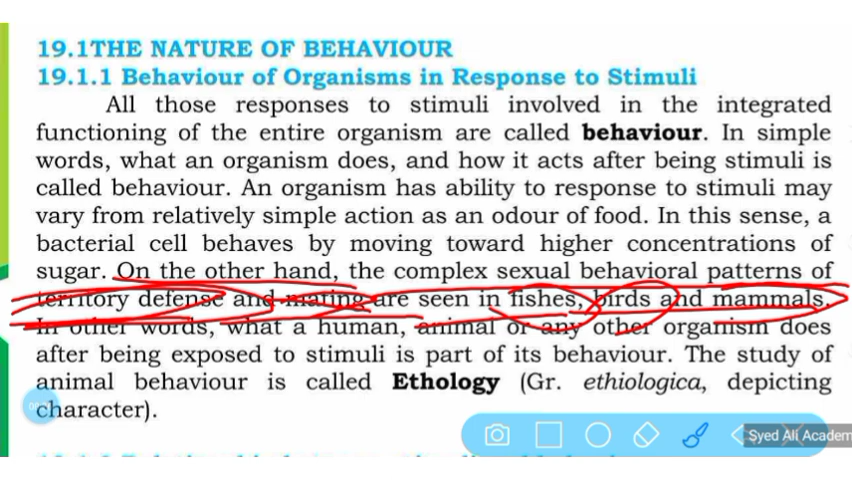 19.1THE NATURE OF BEHAVIOUR
19.1.1 Behaviour of Organisms in Response to Stimuli
All those responses to stimuli involved in the integrated
functioning of the entire organism are called behaviour. In simple
words, what an organism does, and how it acts after being stimuli is
called behaviour. An organism has ability to response to stimuli may
vary from relatively simple action as an odour of food. In this sense, a
bacterial cell behaves by moving toward higher concentrations of
sugar. On the other hand, the complex sexual behavioral patterns of
territory defense and mating are seen in fishes, birds and mammals.
In other words, what a human, animal or any other organism does
after being exposed to stimuli is part of its behaviour. The study of
animal behaviour is called Ethology (Gr. ethiologica, depicting
character).
Syed Ali Academ